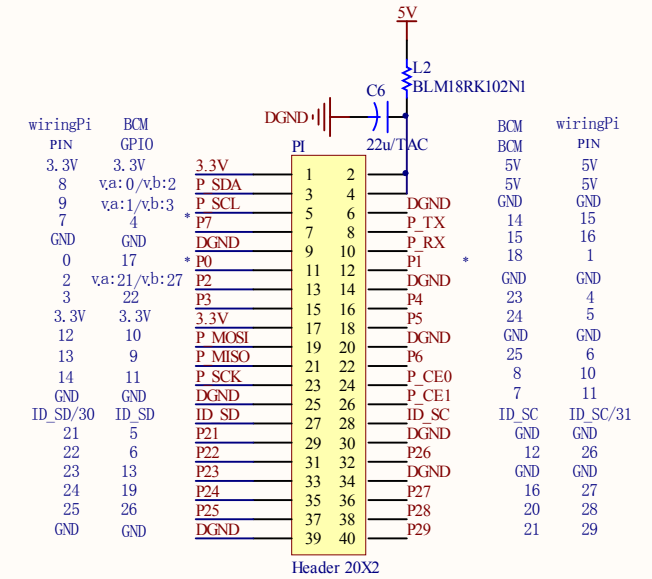 5V
L2
BLM18RK102N1
C6
DGND
22u/TAC
wiringPi BCM PI BCM wiringPi
PIN GPIO BCM PIN
3.3V 3.3V 3.3V 1 2 5V 5V
8 v.a:0/v.b:2 P_SDA 3 4 5V 5V
9 v.a:1/v.b:3 P_SCL 5 6 DGND GND GND
7 4 * P7 7 8 P_TX 14 15
GND GND DGND 9 10 P_RX 15 16
0 17 * P0 11 12 P1 * 18 1
2 v.a:21/v.b:27 P2 13 14 DGND GND GND
3 22 P3 15 16 P4 23 4
3.3V 3.3V 3.3V 17 18 P5 24 5
12 10 P_MOSI 19 20 DGND GND GND
13 9 P_MISO 21 22 P6 25 6
14 11 P_SCK 23 24 P_CE0 8 10
GND GND DGND 25 26 P_CE1 7 11
ID_SD/30 ID_SD ID_SD 27 28 ID_SC ID_SC ID_SC/31
21 5 P21 29 30 DGND GND GND
22 6 P22 31 32 P26 12 26
23 13 P23 33 34 DGND GND GND
24 19 P24 35 36 P27 16 27
25 26 P25 37 38 P28 20 28
GND GND DGND 39 40 P29 21 29
Header 20X2